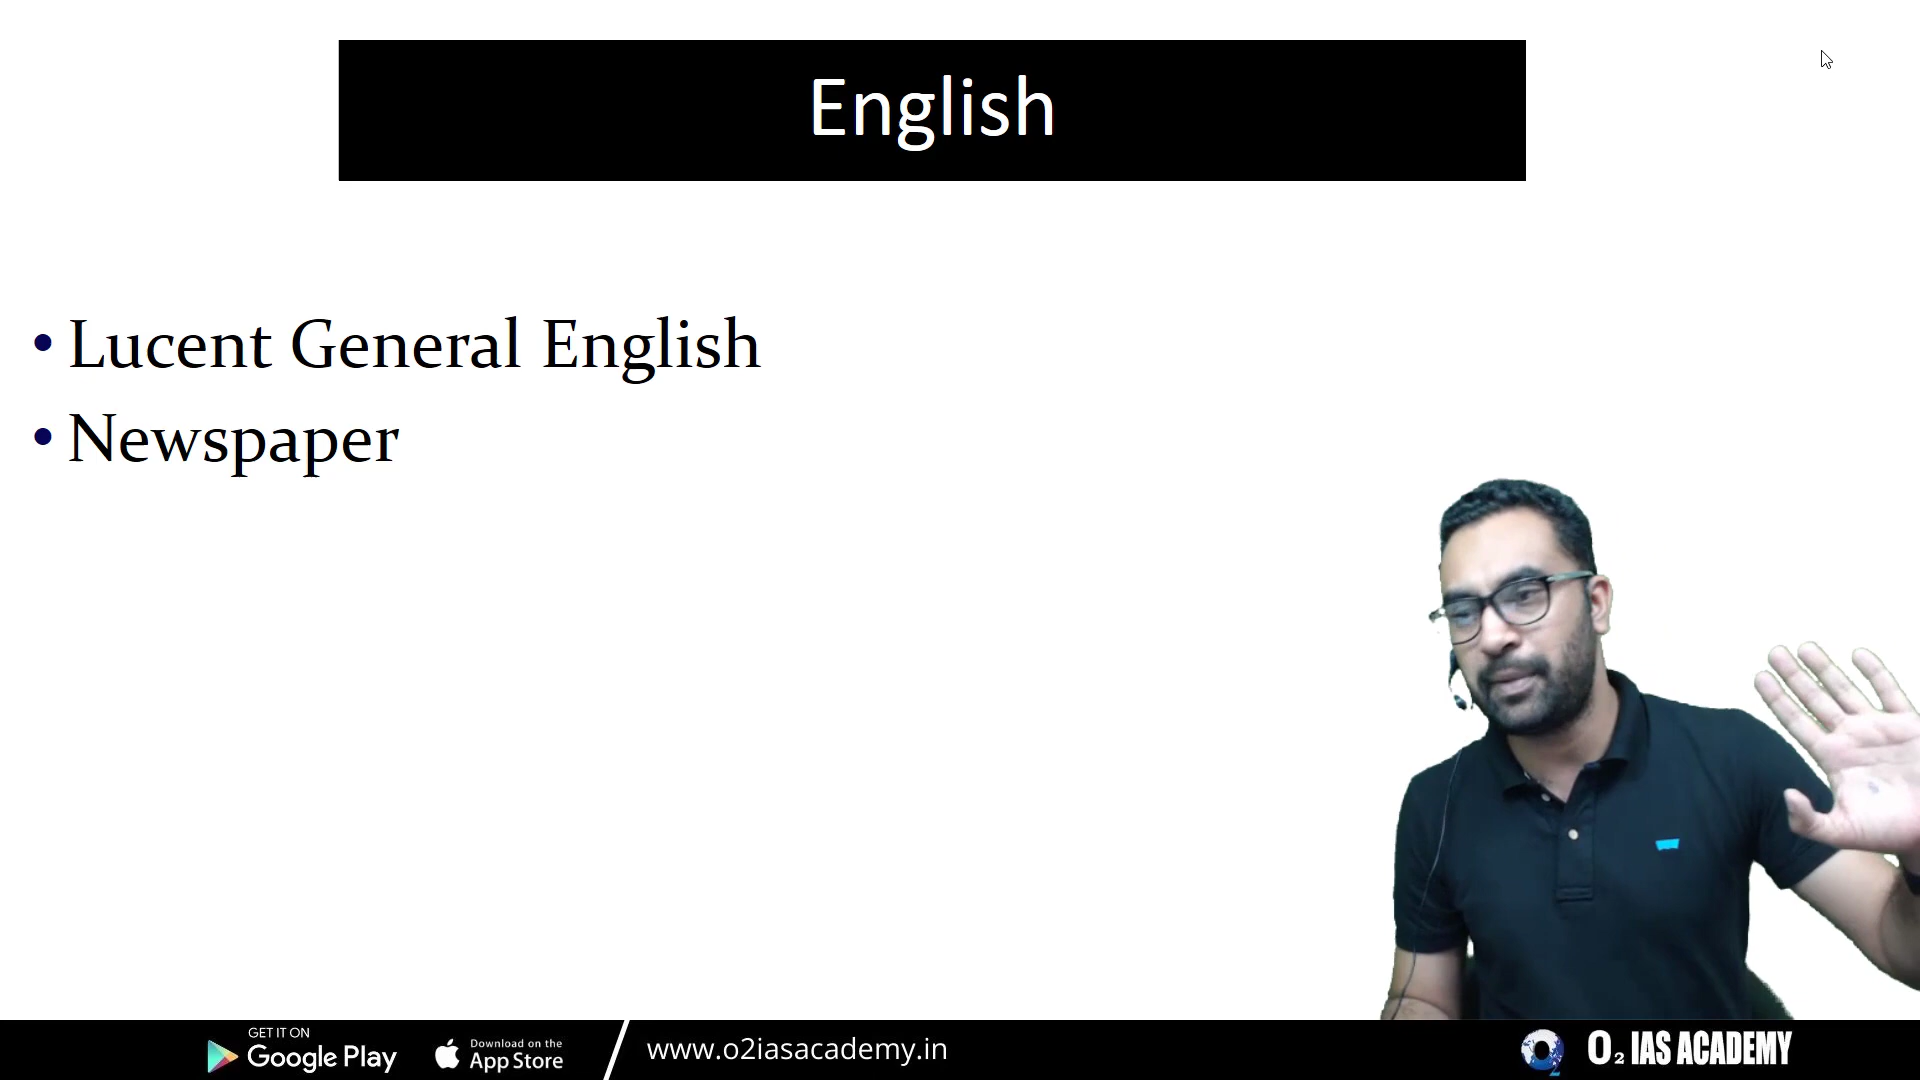 English
• Lucent General English
• Newspaper
GET IT ON
Google Play
Download on the
App Store
www.o2iasacademy.in
O₂ IAS ACADEMY